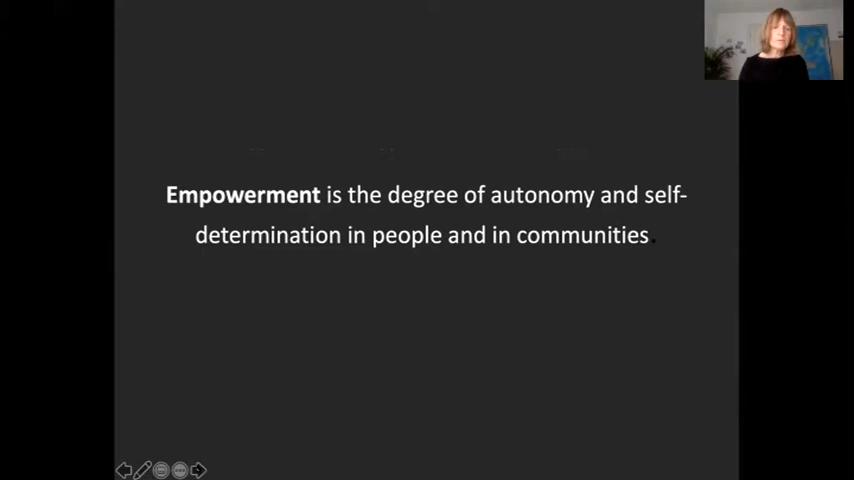 Empowerment is the degree of autonomy and self-
determination in people and in communities.